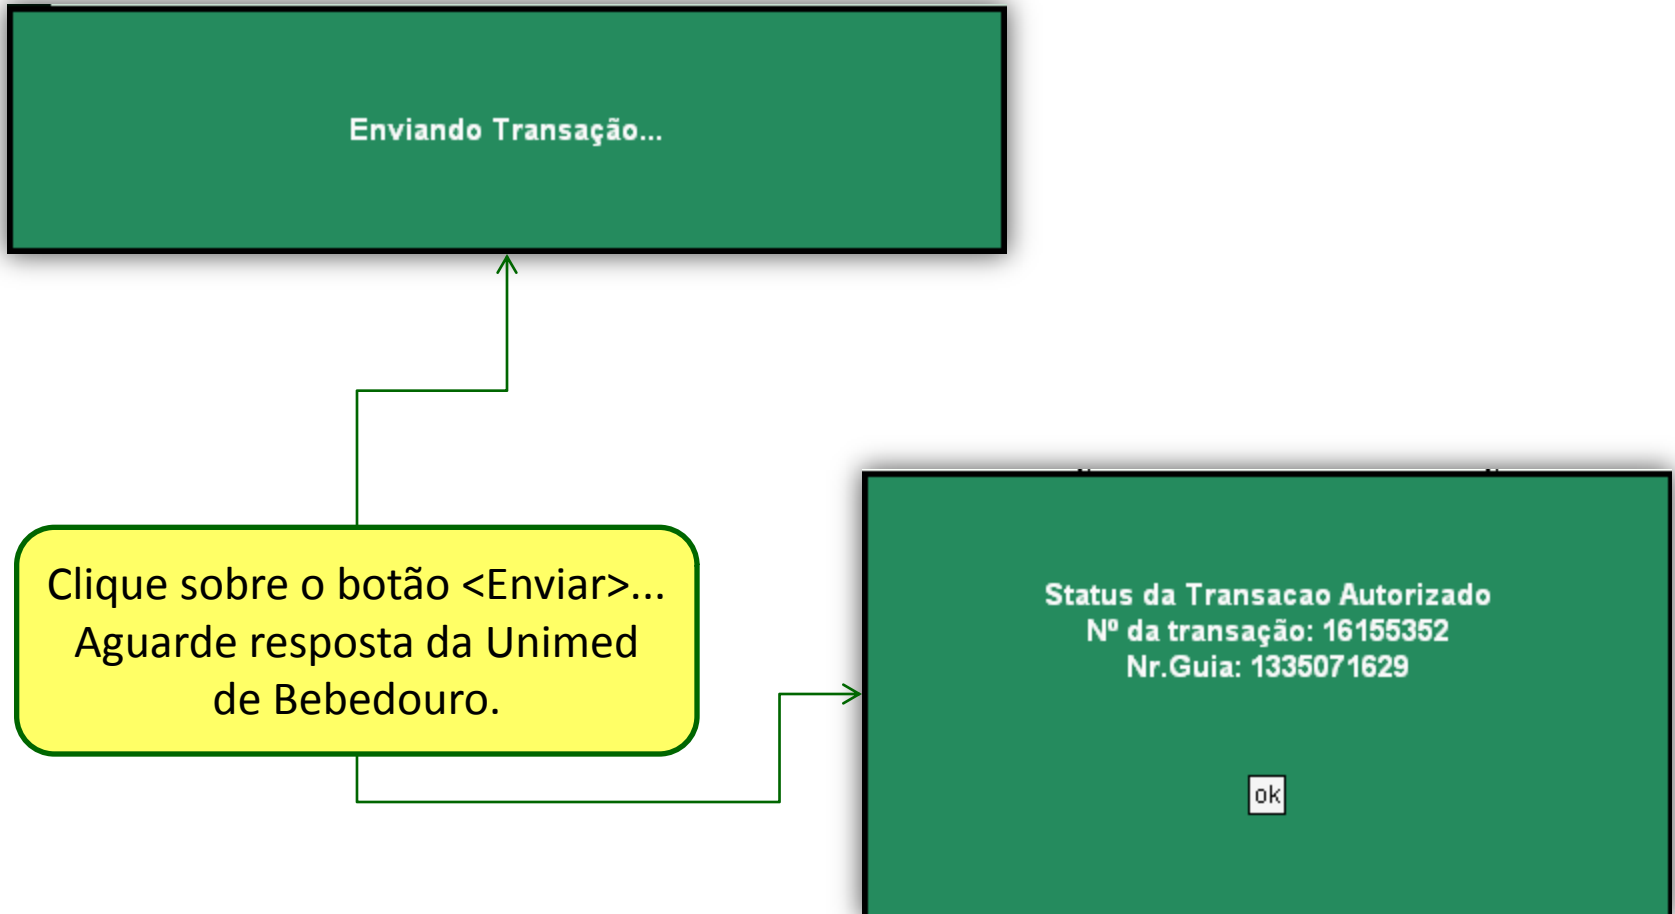 Enviando Transação...
Clique sobre o botão <Enviar>...
Aguarde resposta da Unimed
de Bebedouro.
Status da Transacao Autorizado
Nº da transação: 16155352
Nr.Guia: 1335071629
ok